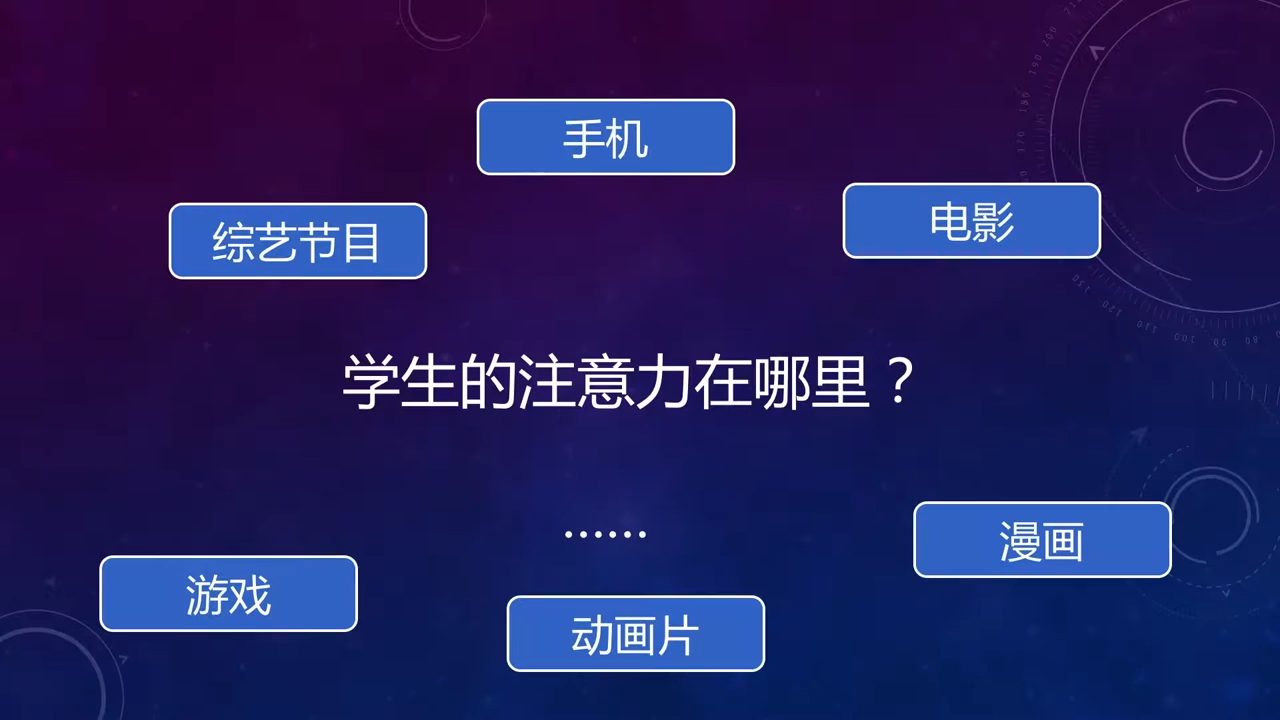 手机
电影
综艺节目
学生的注意力在哪里？
……
漫画
游戏
动画片